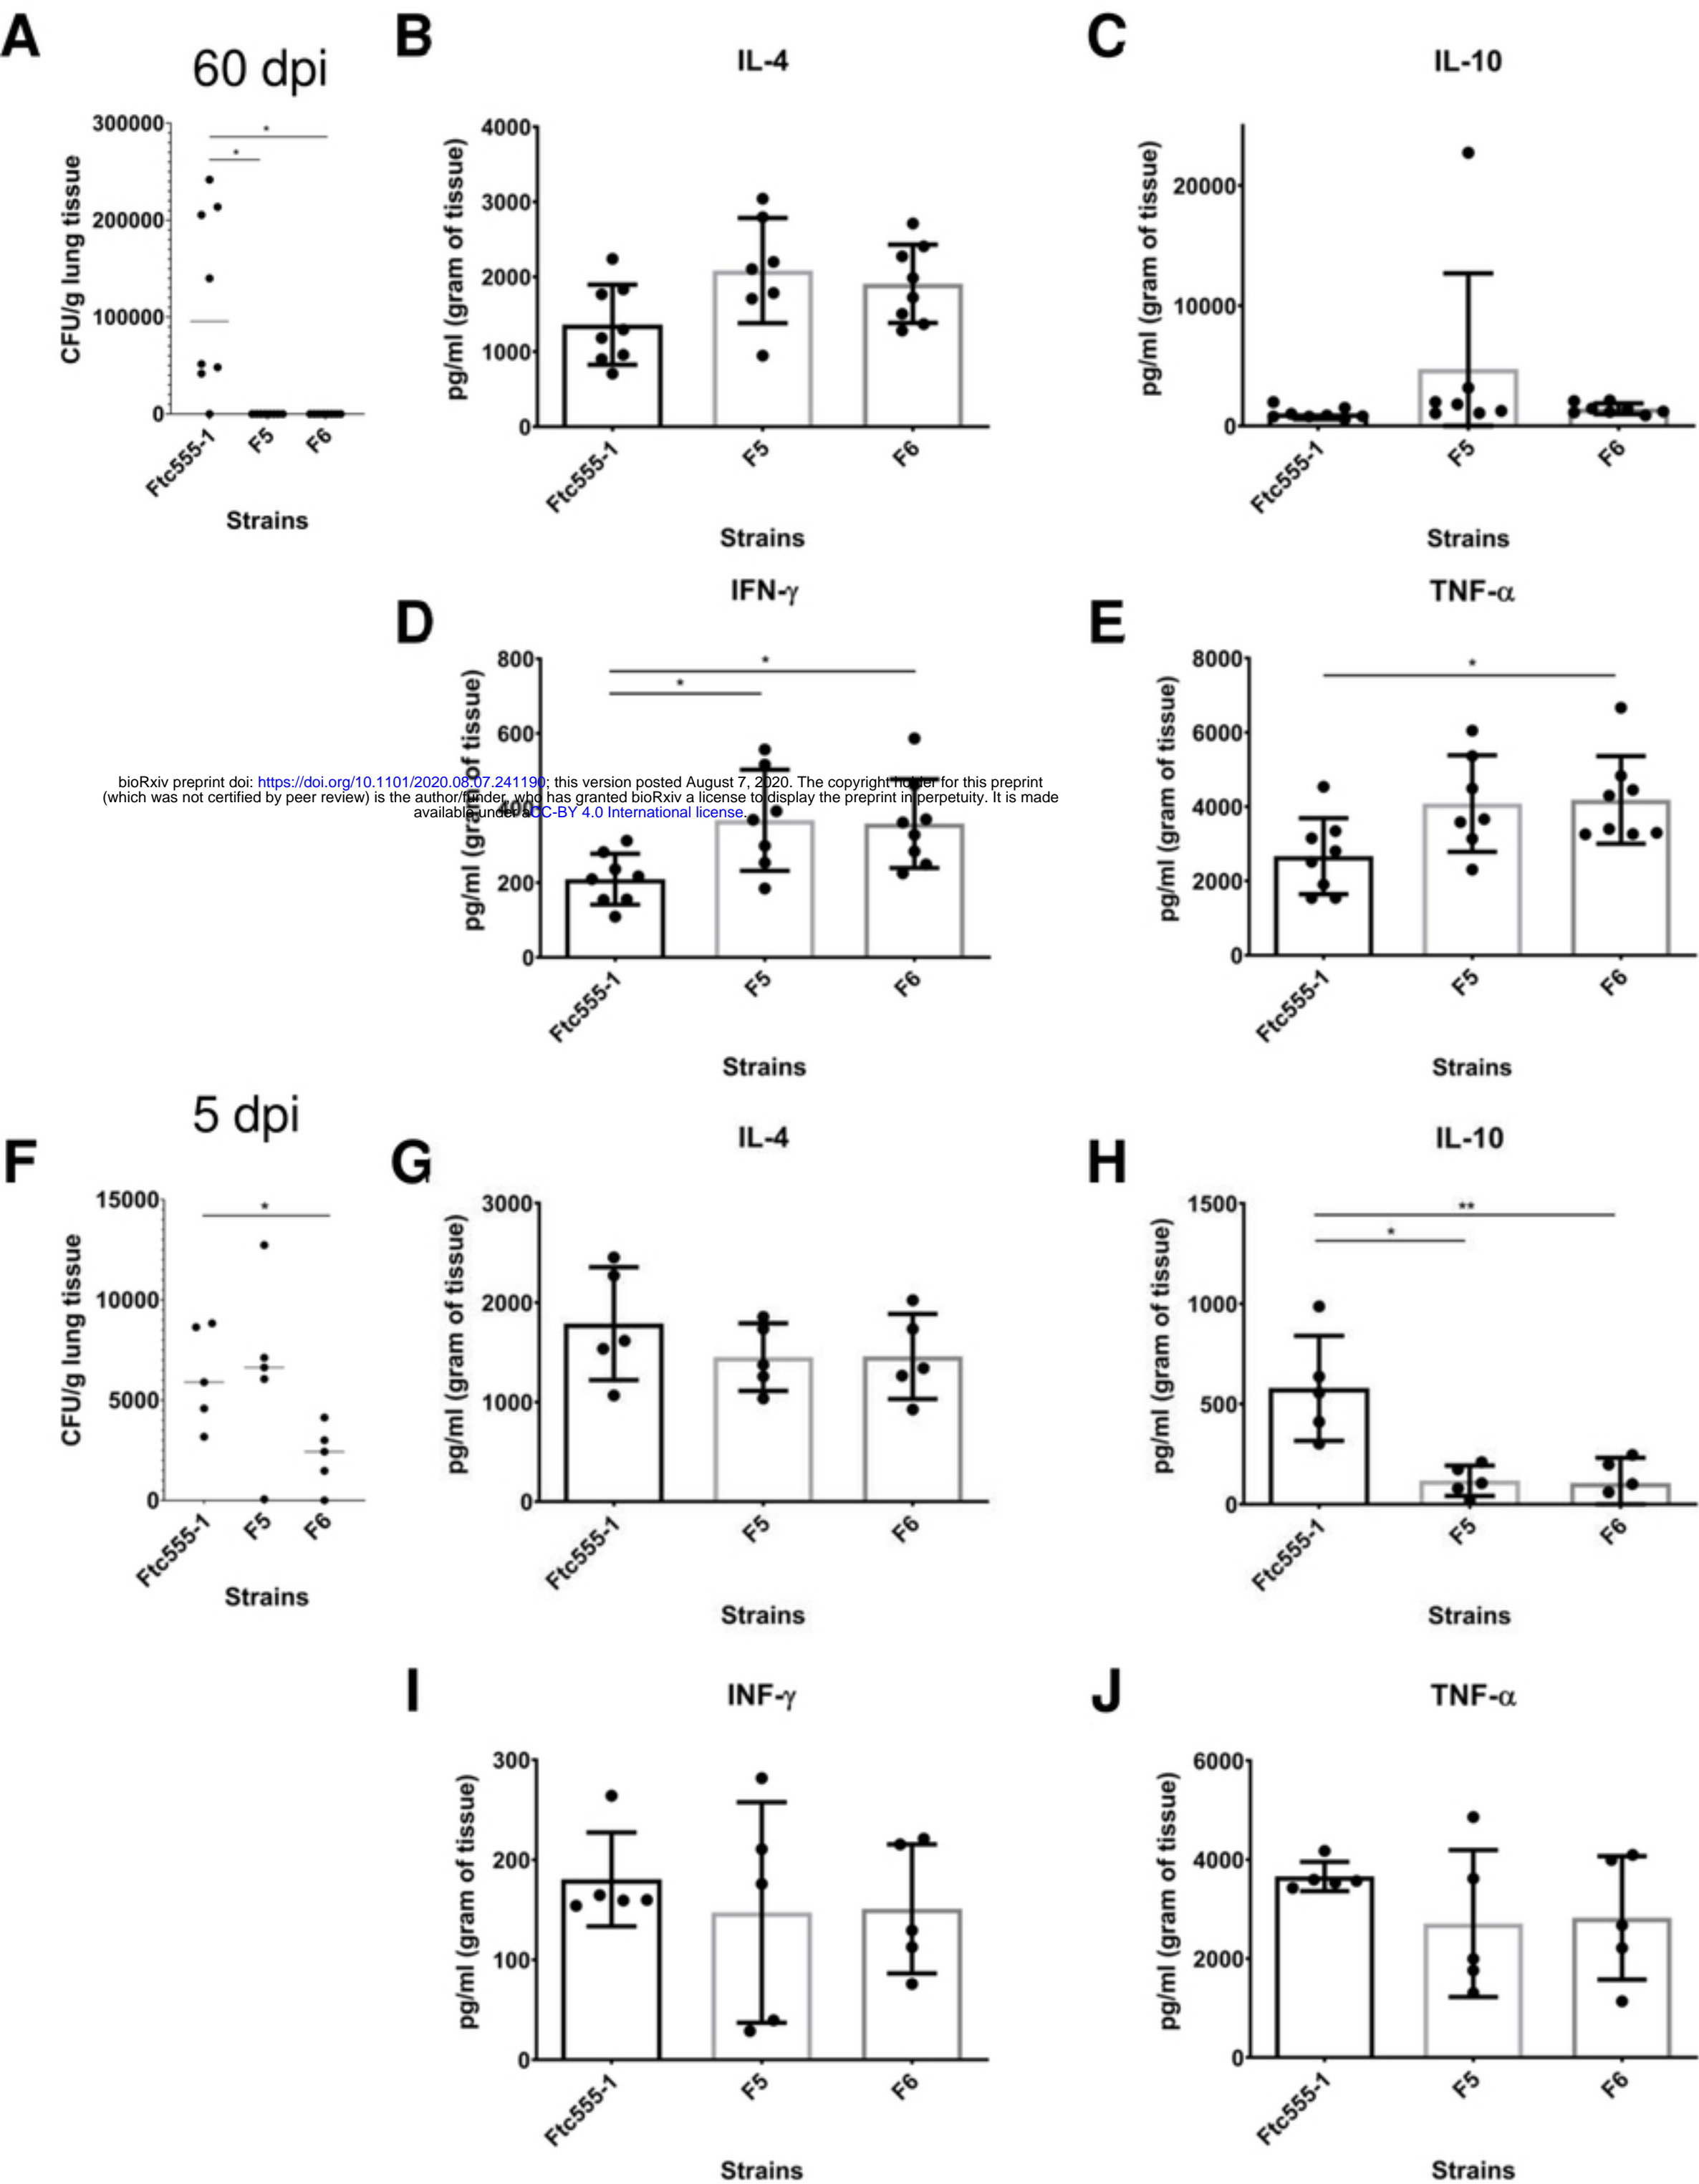 A
60 dpi
300000
200000
100000
0
CFU/g lung tissue
*
*
Ftc555-1
F5
F6
Strains
B
IL-4
4000
3000
2000
1000
0
pg/ml (gram of tissue)
Ftc555-1
F5
F6
Strains
C
IL-10
20000
10000
0
pg/ml (gram of tissue)
Ftc555-1
F5
F6
Strains
D
IFN-γ
800
600
400
200
0
pg/ml (gram of tissue)
*
*
Ftc555-1
F5
F6
Strains
E
TNF-α
8000
6000
4000
2000
0
pg/ml (gram of tissue)
*
Ftc555-1
F5
F6
Strains
bioRxiv preprint doi: https://doi.org/10.1101/2020.08.07.241190; this version posted August 7, 2020. The copyright holder for this preprint
(which was not certified by peer review) is the author/funder, who has granted bioRxiv a license to display the preprint in perpetuity. It is made
available under aCC-BY 4.0 International license.
5 dpi
F
15000
10000
5000
0
CFU/g lung tissue
*
Ftc555-1
F5
F6
Strains
G
IL-4
3000
2000
1000
0
pg/ml (gram of tissue)
Ftc555-1
F5
F6
Strains
H
IL-10
1500
1000
500
0
pg/ml (gram of tissue)
**
*
Ftc555-1
F5
F6
Strains
I
INF-γ
300
200
100
0
pg/ml (gram of tissue)
Ftc555-1
F5
F6
Strains
J
TNF-α
6000
4000
2000
0
pg/ml (gram of tissue)
Ftc555-1
F5
F6
Strains